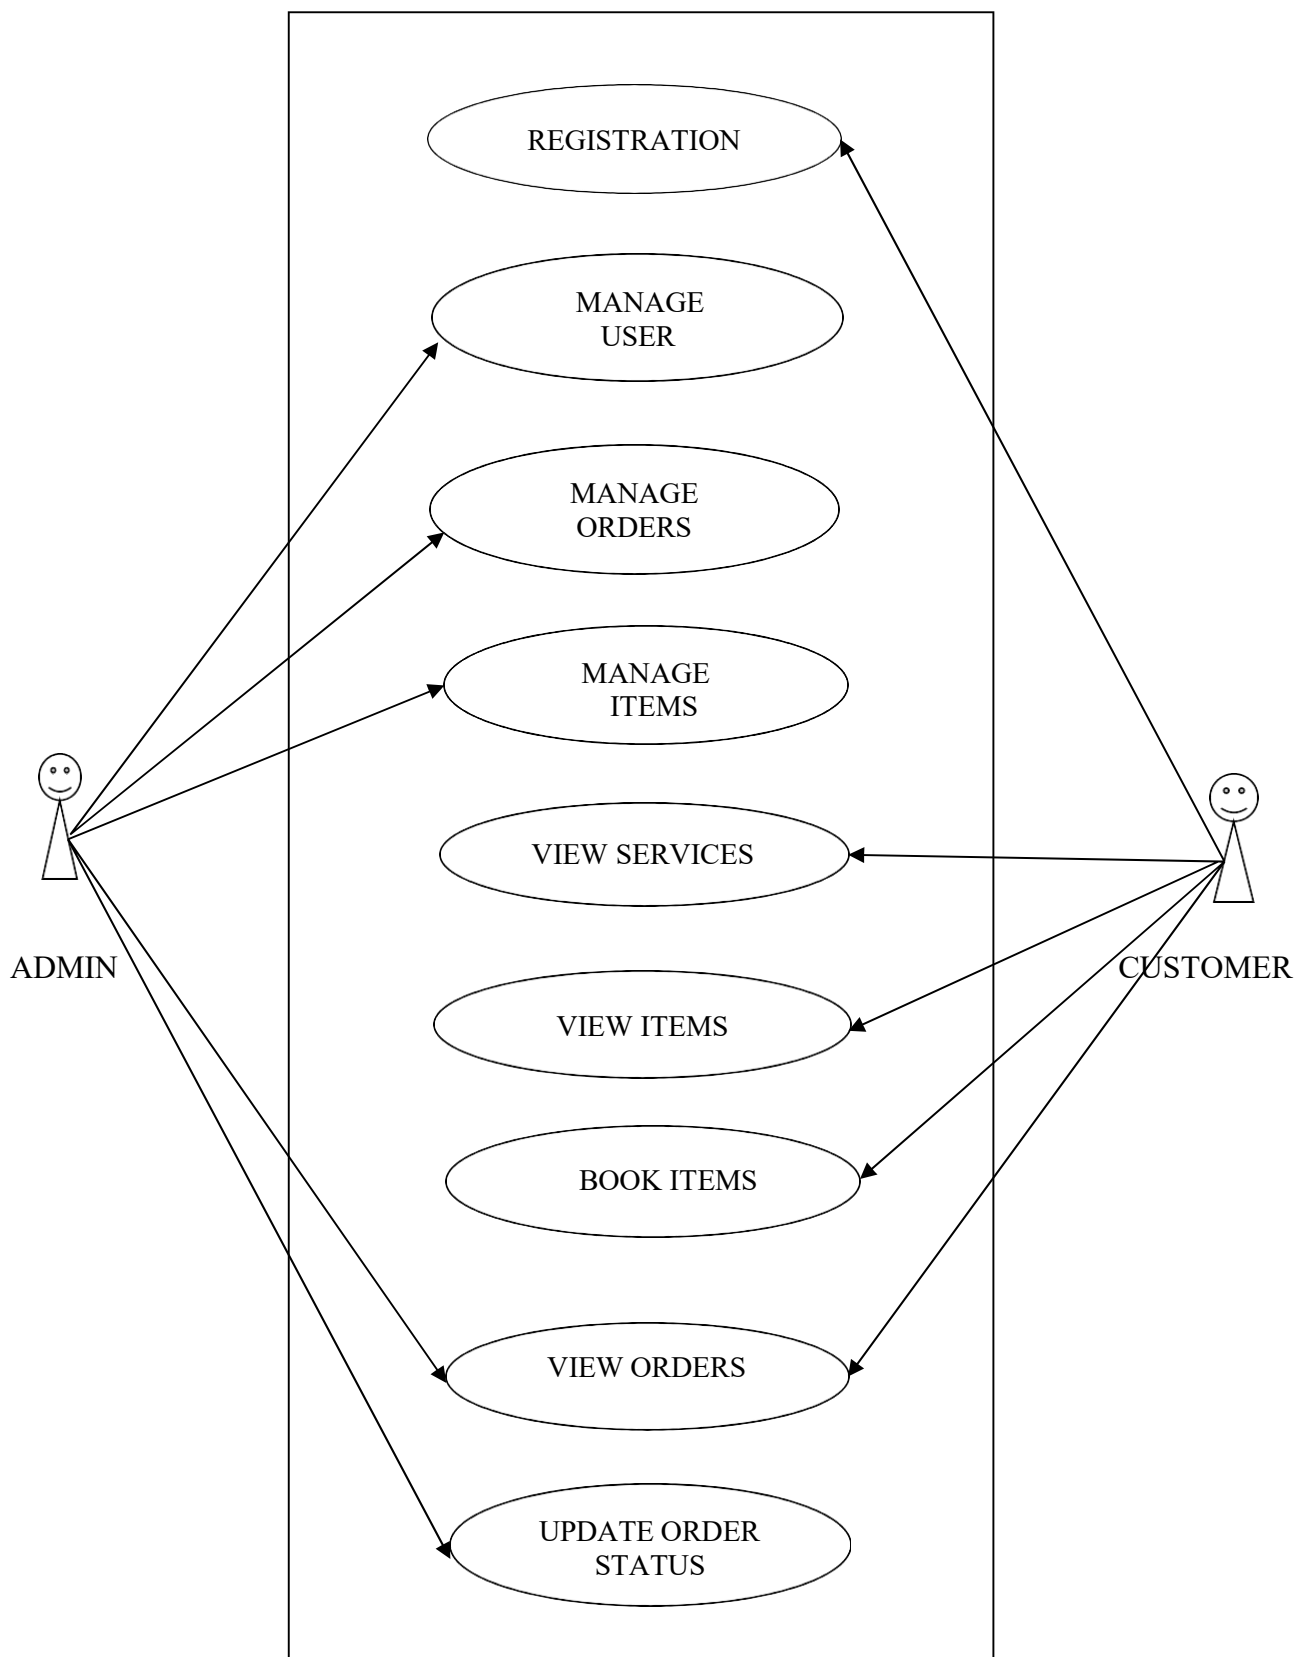 REGISTRATION
MANAGE
USER
MANAGE
ORDERS
MANAGE
ITEMS
VIEW SERVICES
ADMIN
CUSTOMER
VIEW ITEMS
BOOK ITEMS
VIEW ORDERS
UPDATE ORDER
STATUS